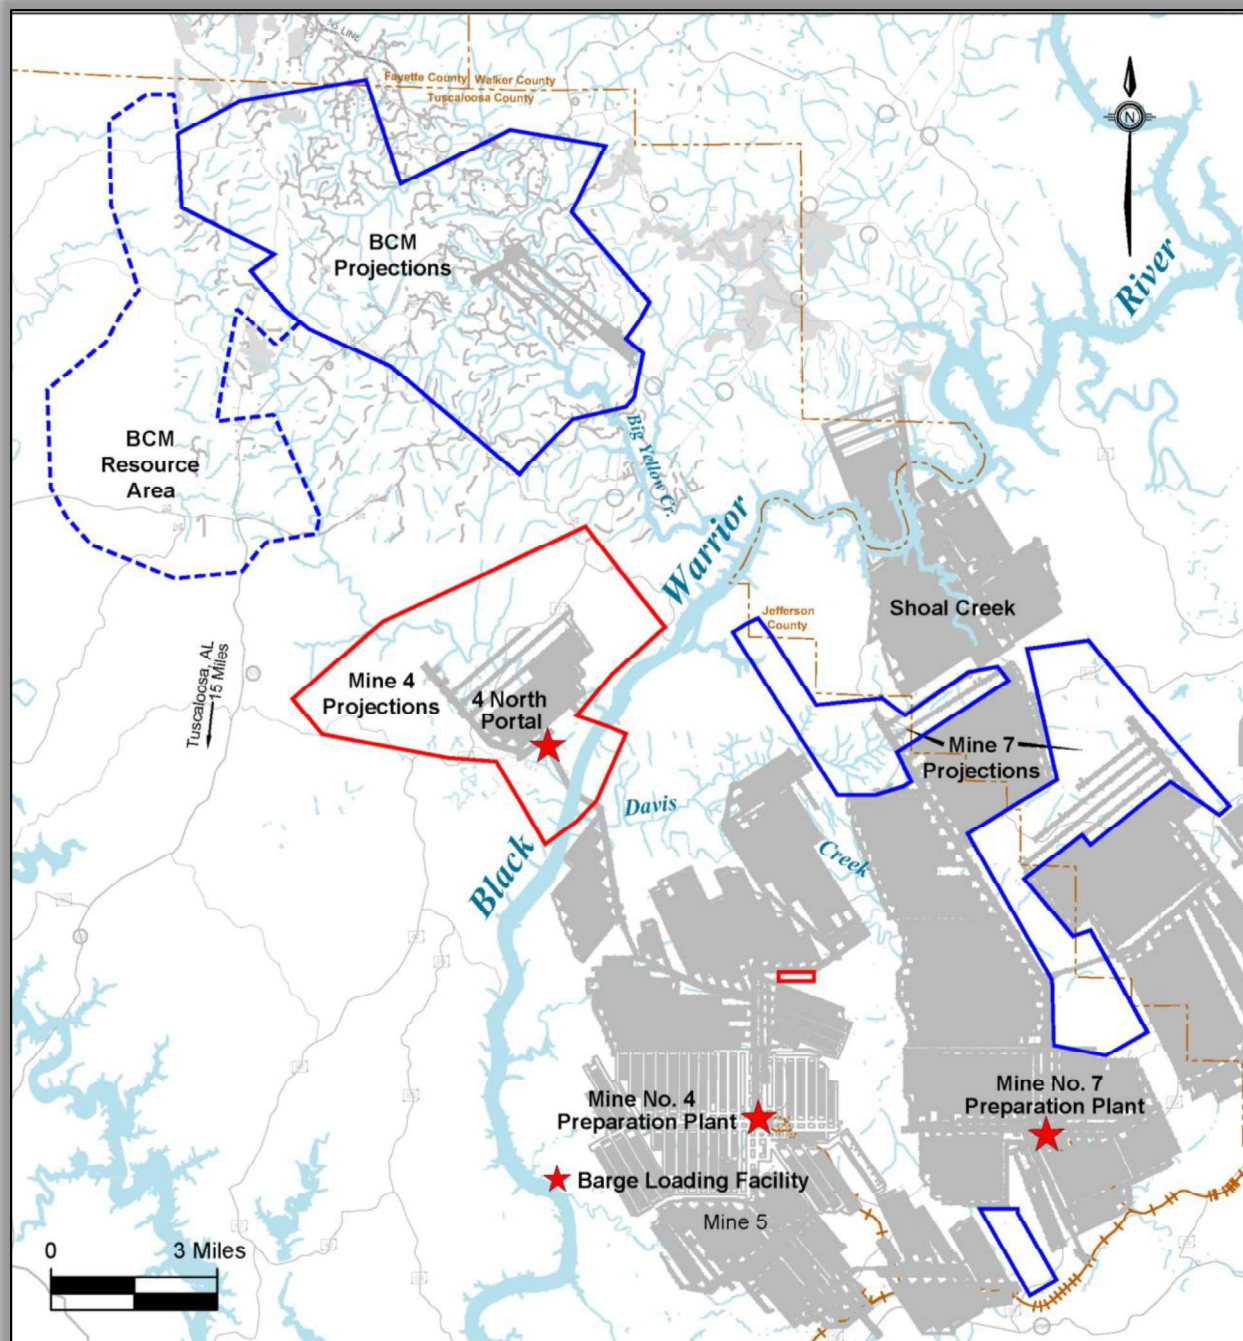 Fayette County
Walker County
Tuscaloosa County
N
River
BCM
Projections
BCM
Resource
Area
Big Yellow Cr.
Warrior
Shoal Creek
Jefferson
County
Tuscaloosa, AL
15 Miles
Mine 4
Projections
4 North
Portal
Mine 7
Projections
Davis
Creek
Black
Mine No. 4
Preparation Plant
Mine No. 7
Preparation Plant
Barge Loading Facility
Mine 5
0 3 Miles